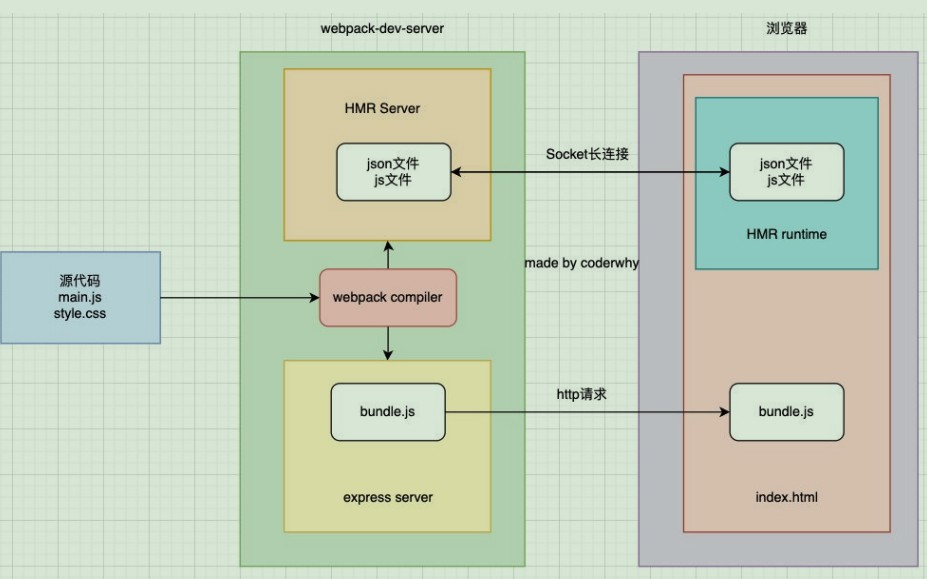 webpack-dev-server
浏览器
HMR Server
json文件
js文件
Socket长连接
json文件
js文件
HMR runtime
made by coderwhy
源代码
main.js
style.css
webpack compiler
bundle.js
http请求
bundle.js
express server
index.html